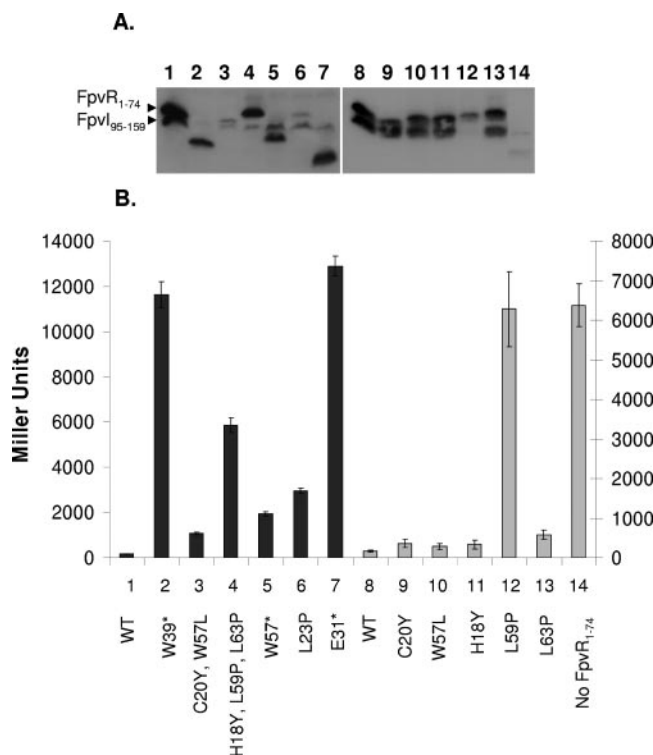 A.
1 2 3 4 5 6 7 8 9 10 11 12 13 14
FpvR1-74
FpvI95-159
B.
14000 8000
12000 7000
10000 6000
8000 5000
6000 4000
4000 3000
2000 2000
0 1000
0
Miller Units
1 2 3 4 5 6 7 8 9 10 11 12 13 14
WT
W39*
C20Y, W57L
H18Y, L59P, L63P
W57*
L23P
E31*
WT
C20Y
W57L
H18Y
L59P
L63P
No FpvR1-74